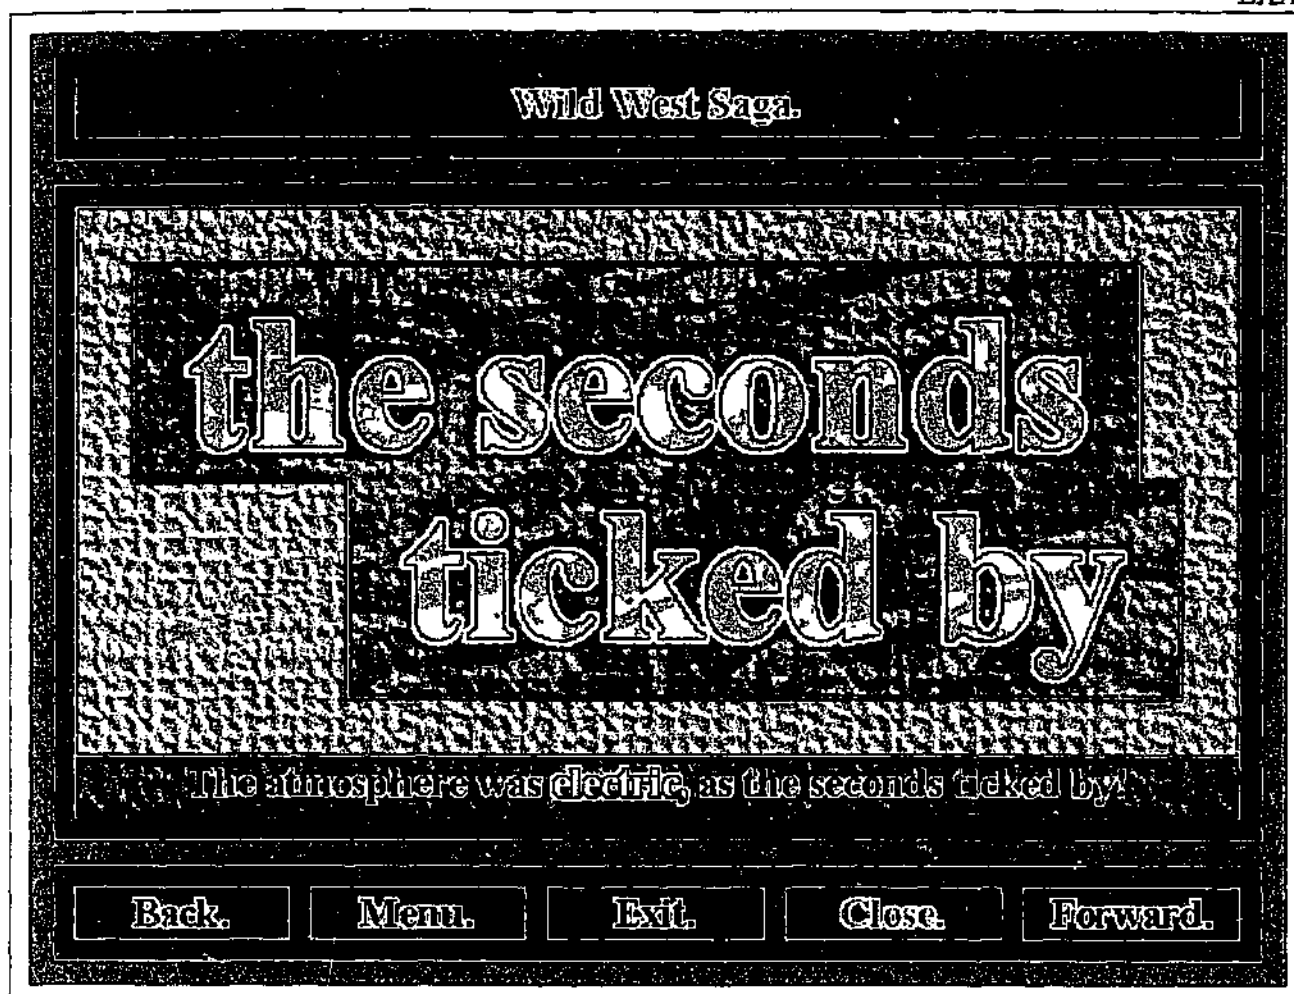 Wild West Saga.
the seconds
ticked by
The atmosphere was electric, as the seconds ticked by.
Back. Menu. Exit. Close. Forward.